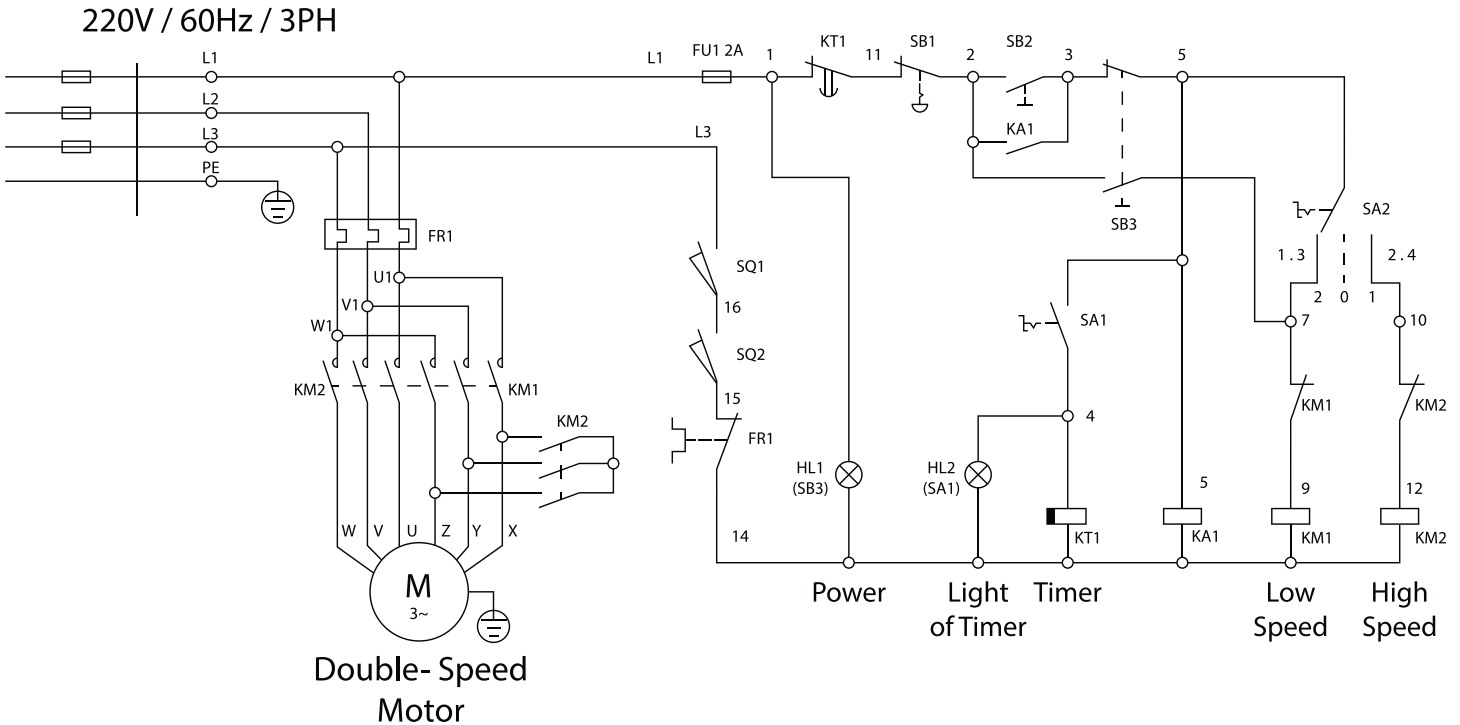 220V / 60Hz / 3PH
L1
L2
L3
PE
L1
FU1 2A
1
KT1
11
SB1
2
SB2
3
5
L3
KA1
SB3
FR1
U1
V1
W1
KM2
KM1
KM2
SQ1
16
SQ2
15
FR1
14
SA2
1.3
2.4
2
0
1
7
10
SA1
4
KM1
KM2
HL1
(SB3)
HL2
(SA1)
5
9
12
KT1
KA1
KM1
KM2
W
V
U
Z
Y
X
M
3~
Double- Speed
Motor
Power
Light
of Timer
Timer
Low
Speed
High
Speed